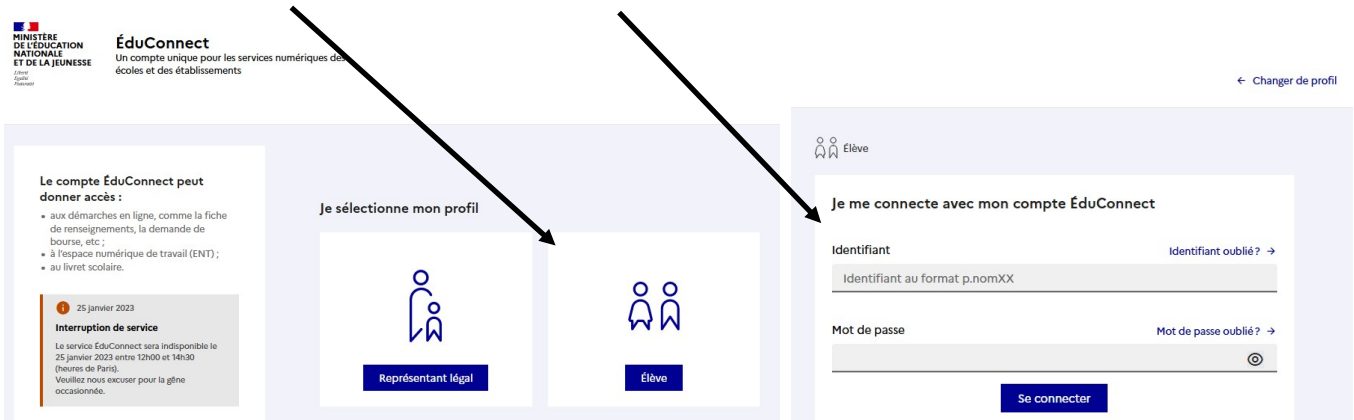 MINISTÈRE
DE L'ÉDUCATION
NATIONALE
ET DE LA JEUNESSE
Liberté
Égalité
Fraternité
ÉduConnect
Un compte unique pour les services numériques des
écoles et des établissements
Le compte ÉduConnect peut
donner accès :
• aux démarches en ligne, comme la fiche
de renseignements, la demande de
bourse, etc ;
• à l'espace numérique de travail (ENT) ;
• au livret scolaire.
25 janvier 2023
Interruption de service
Le service ÉduConnect sera indisponible le
25 janvier 2023 entre 12h00 et 14h30
(heures de Paris).
Veuillez nous excuser pour la gêne
occasionnée.
Je sélectionne mon profil
Représentant légal
Élève
← Changer de profil
Élève
Je me connecte avec mon compte ÉduConnect
Identifiant
Identifiant oublié? →
Identifiant au format p.nomXX
Mot de passe
Mot de passe oublié? →
Se connecter